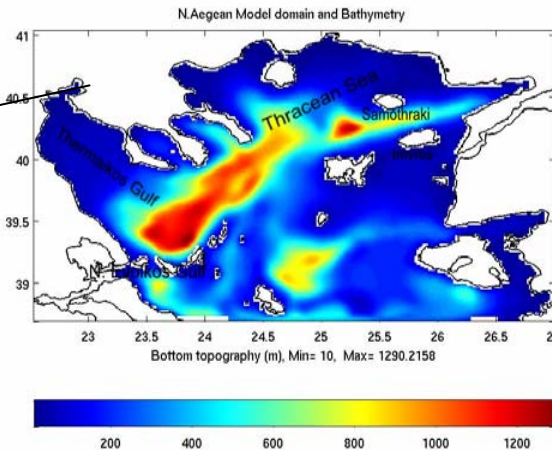 N.Aegean Model domain and Bathymetry
41
40.5
40
39.5
39
Thracean Sea
Samothraki
Thermaikos Gulf
N. Evoikos Gulf
23 23.5 24 24.5 25 25.5 26 26.5
Bottom topography (m), Min= 10, Max= 1290.2158
200 400 600 800 1000 1200